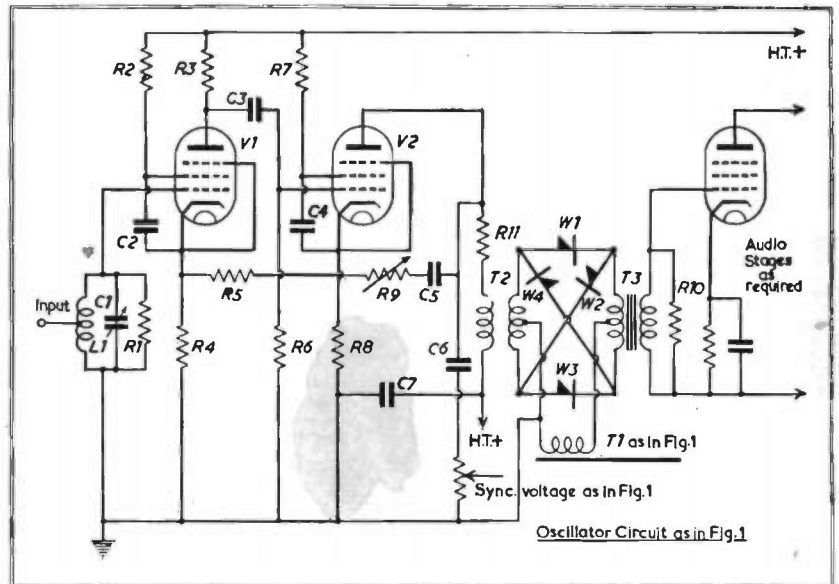 H.T.+
R2
R3
R7
C3
V1
V2
C2
C4
R11
W1
W4
W2
T2
T3
R10
Audio
Stages
as
required
Input
C1
L1
R1
R5
R9
C5
R4
R6
R8
C6
W3
C7
H.T.+
T1 as in Fig.1
Sync. voltage as in Fig.1
Oscillator Circuit as in Fig.1